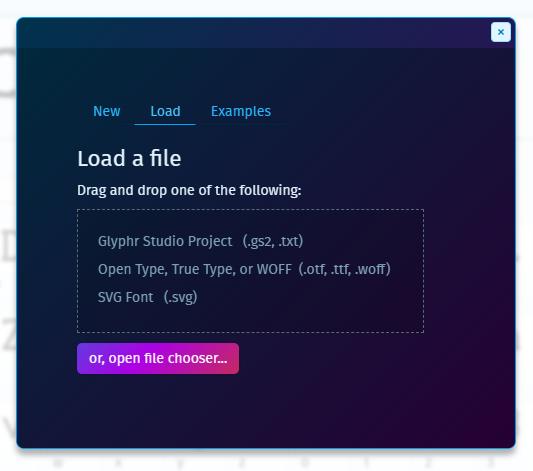 ×
New Load Examples
Load a file
Drag and drop one of the following:
Glyphr Studio Project (.gs2, .txt)
Open Type, True Type, or WOFF (.otf, .ttf, .woff)
SVG Font (.svg)
or, open file chooser...